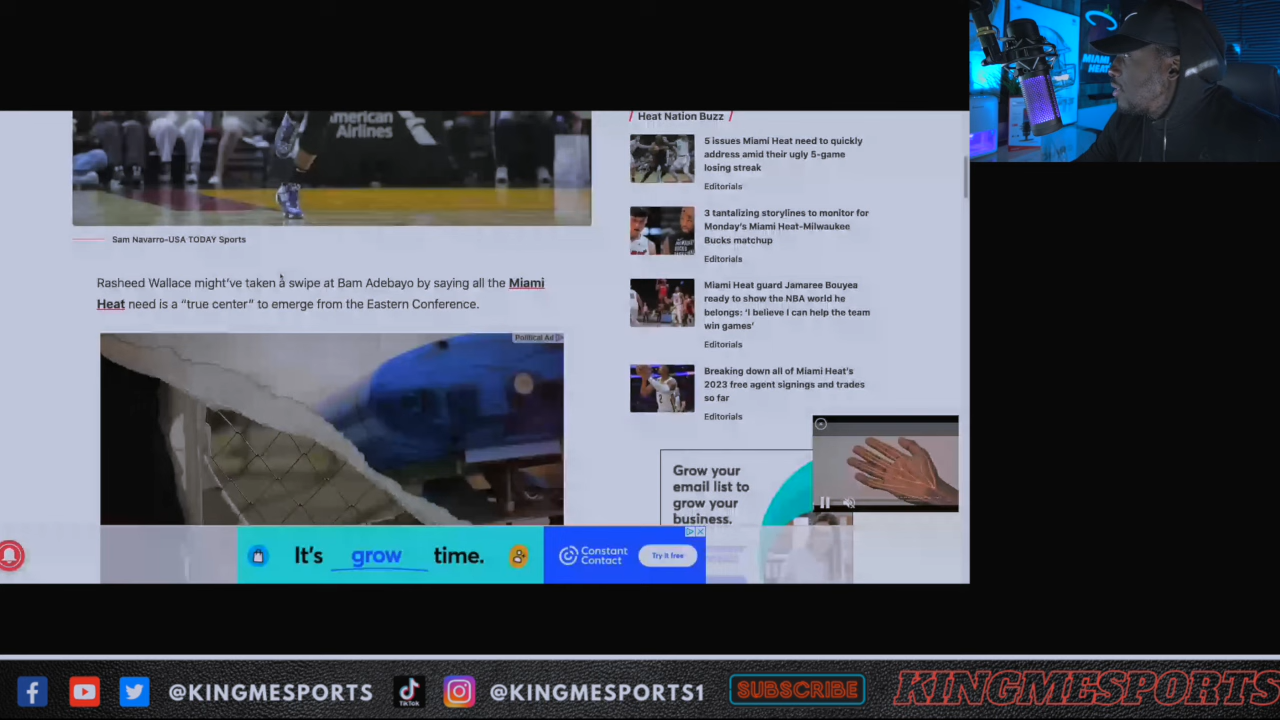 MIAMI
HEAT
American
Airlines
Sam Navarro-USA TODAY Sports
Rasheed Wallace might've taken a swipe at Bam Adebayo by saying all the Miami
Heat need is a “true center” to emerge from the Eastern Conference.
Political Ad
/ Heat Nation Buzz /
5 issues Miami Heat need to quickly
address amid their ugly 5-game
losing streak
Editorials
3 tantalizing storylines to monitor for
Monday's Miami Heat-Milwaukee
Bucks matchup
Editorials
Miami Heat guard Jamaree Bouyea
ready to show the NBA world he
belongs: 'I believe I can help the team
win games'
Editorials
Breaking down all of Miami Heat's
2023 free agent signings and trades
so far
Editorials
Grow your
email list to
grow your
business.
It's grow time.
Constant
Contact
Try it free
@KINGMESPORTS
TikTok
@KINGMESPORTS1
SUBSCRIBE
KINGMESPORTS